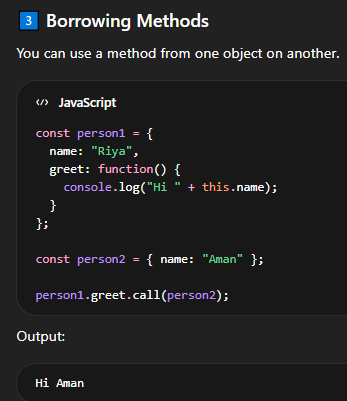 3 Borrowing Methods
You can use a method from one object on another.
</> JavaScript
const person1 = {
  name: "Riya",
  greet: function() {
    console.log("Hi " + this.name);
  }
};

const person2 = { name: "Aman" };

person1.greet.call(person2);
Output:
Hi Aman